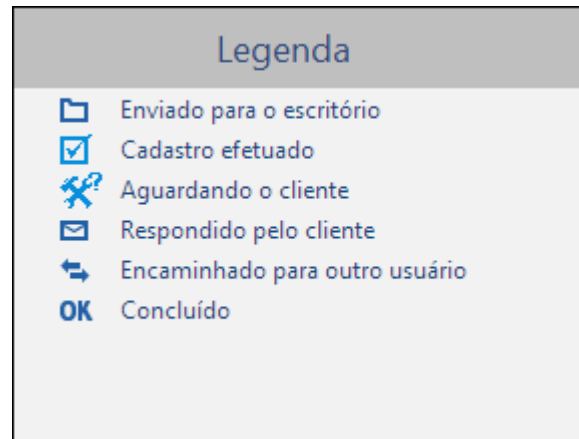 Legenda
Enviado para o escritório
Cadastro efetuado
? Aguardando o cliente
Respondido pelo cliente
Encaminhado para outro usuário
OK Concluído